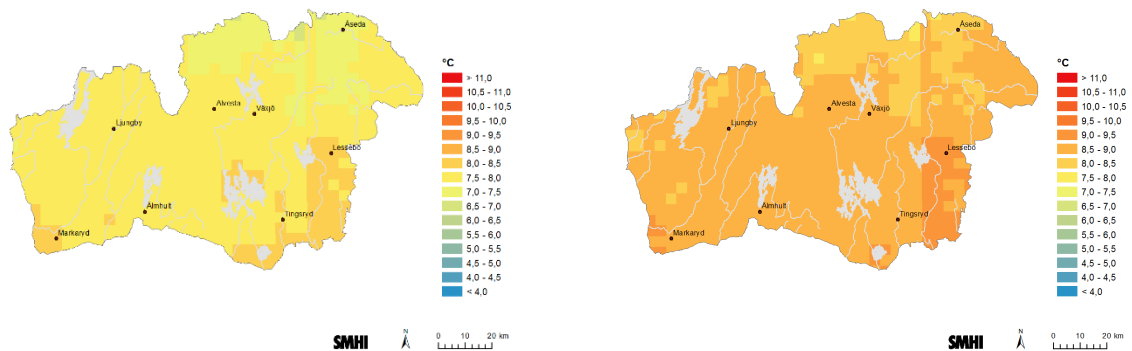 Åseda
Alvesta
Växjö
Ljungby
Lessebo
Älmhult
Tingsryd
Markaryd
°C
> 11,0
10,5 - 11,0
10,0 - 10,5
9,5 - 10,0
9,0 - 9,5
8,5 - 9,0
8,0 - 8,5
7,5 - 8,0
7,0 - 7,5
6,5 - 7,0
6,0 - 6,5
5,5 - 6,0
5,0 - 5,5
4,5 - 5,0
4,0 - 4,5
< 4,0
SMHI
N
0 10 20 km
Åseda
Alvesta
Växjö
Ljungby
Lessebo
Älmhult
Tingsryd
Markaryd
°C
> 11,0
10,5 - 11,0
10,0 - 10,5
9,5 - 10,0
9,0 - 9,5
8,5 - 9,0
8,0 - 8,5
7,5 - 8,0
7,0 - 7,5
6,5 - 7,0
6,0 - 6,5
5,5 - 6,0
5,0 - 5,5
4,5 - 5,0
4,0 - 4,5
< 4,0
SMHI
N
0 10 20 km